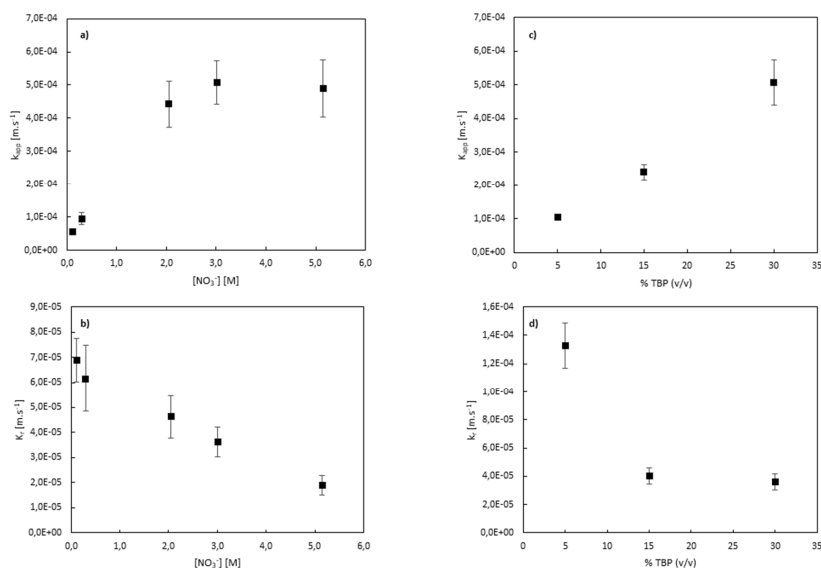 a)
7,0E-04
6,0E-04
5,0E-04
4,0E-04
3,0E-04
2,0E-04
1,0E-04
0,0E+00
k_app [m.s⁻¹]
0,0 1,0 2,0 3,0 4,0 5,0 6,0
[NO₃⁻] [M]
c)
7,0E-04
6,0E-04
5,0E-04
4,0E-04
3,0E-04
2,0E-04
1,0E-04
0,0E+00
K_app [m.s⁻¹]
0 5 10 15 20 25 30 35
% TBP (v/v)
b)
9,0E-05
8,0E-05
7,0E-05
6,0E-05
5,0E-05
4,0E-05
3,0E-05
2,0E-05
1,0E-05
0,0E+00
K_r [m.s⁻¹]
0,0 1,0 2,0 3,0 4,0 5,0 6,0
[NO₃⁻] [M]
d)
1,6E-04
1,4E-04
1,2E-04
1,0E-04
8,0E-05
6,0E-05
4,0E-05
2,0E-05
0,0E+00
k_r [m.s⁻¹]
0 5 10 15 20 25 30 35
% TBP (v/v)